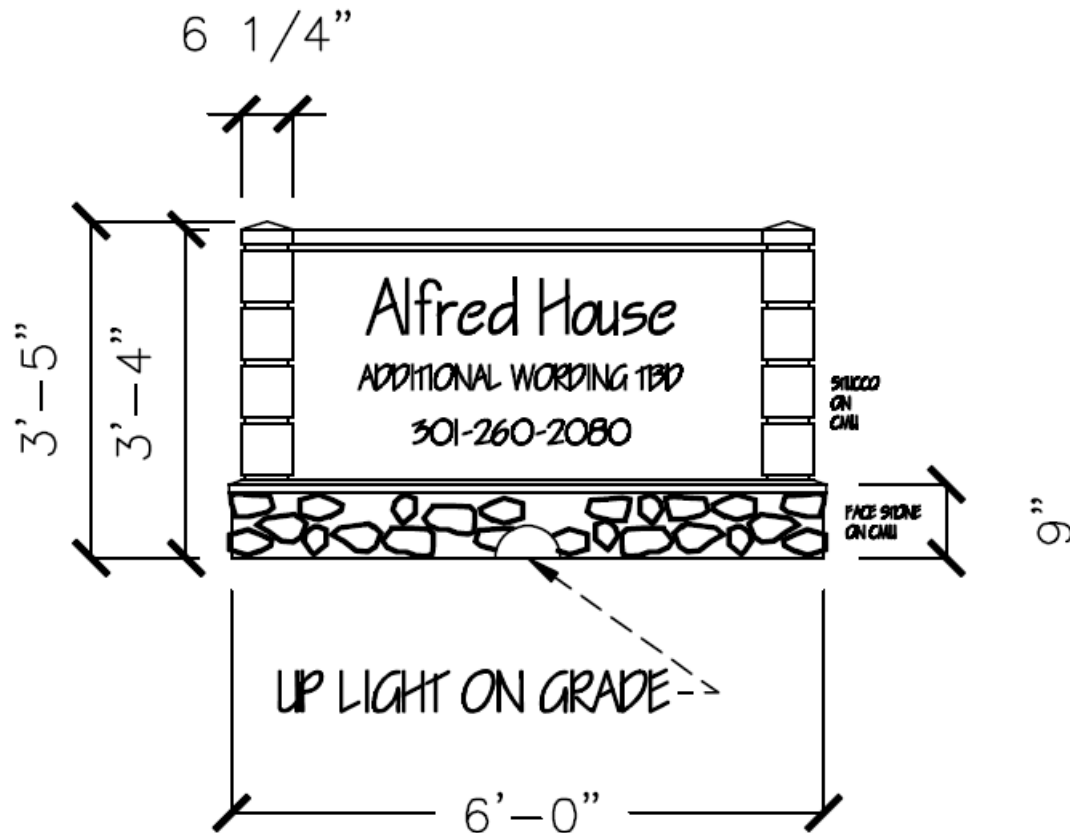 6 1/4"
3'-5"
3'-4"
Alfred House
ADDITIONAL WORDING TBD
301-260-2080
STUCCO
ON
CMU
FACE STONE
ON CMU
9"
UP LIGHT ON GRADE
6'-0"